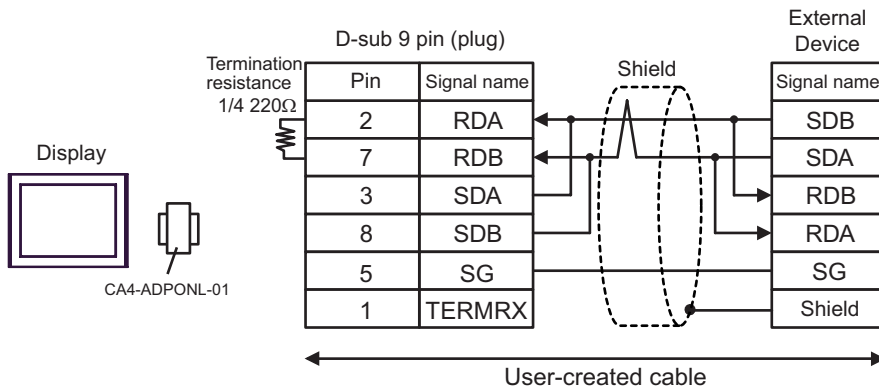 D-sub 9 pin (plug)
External
Device
Termination
resistance
1/4 220Ω
Pin
Signal name
Shield
Signal name
2
RDA
SDB
7
RDB
SDA
3
SDA
RDB
8
SDB
RDA
5
SG
SG
1
TERMRX
Shield
Display
CA4-ADPONL-01
User-created cable